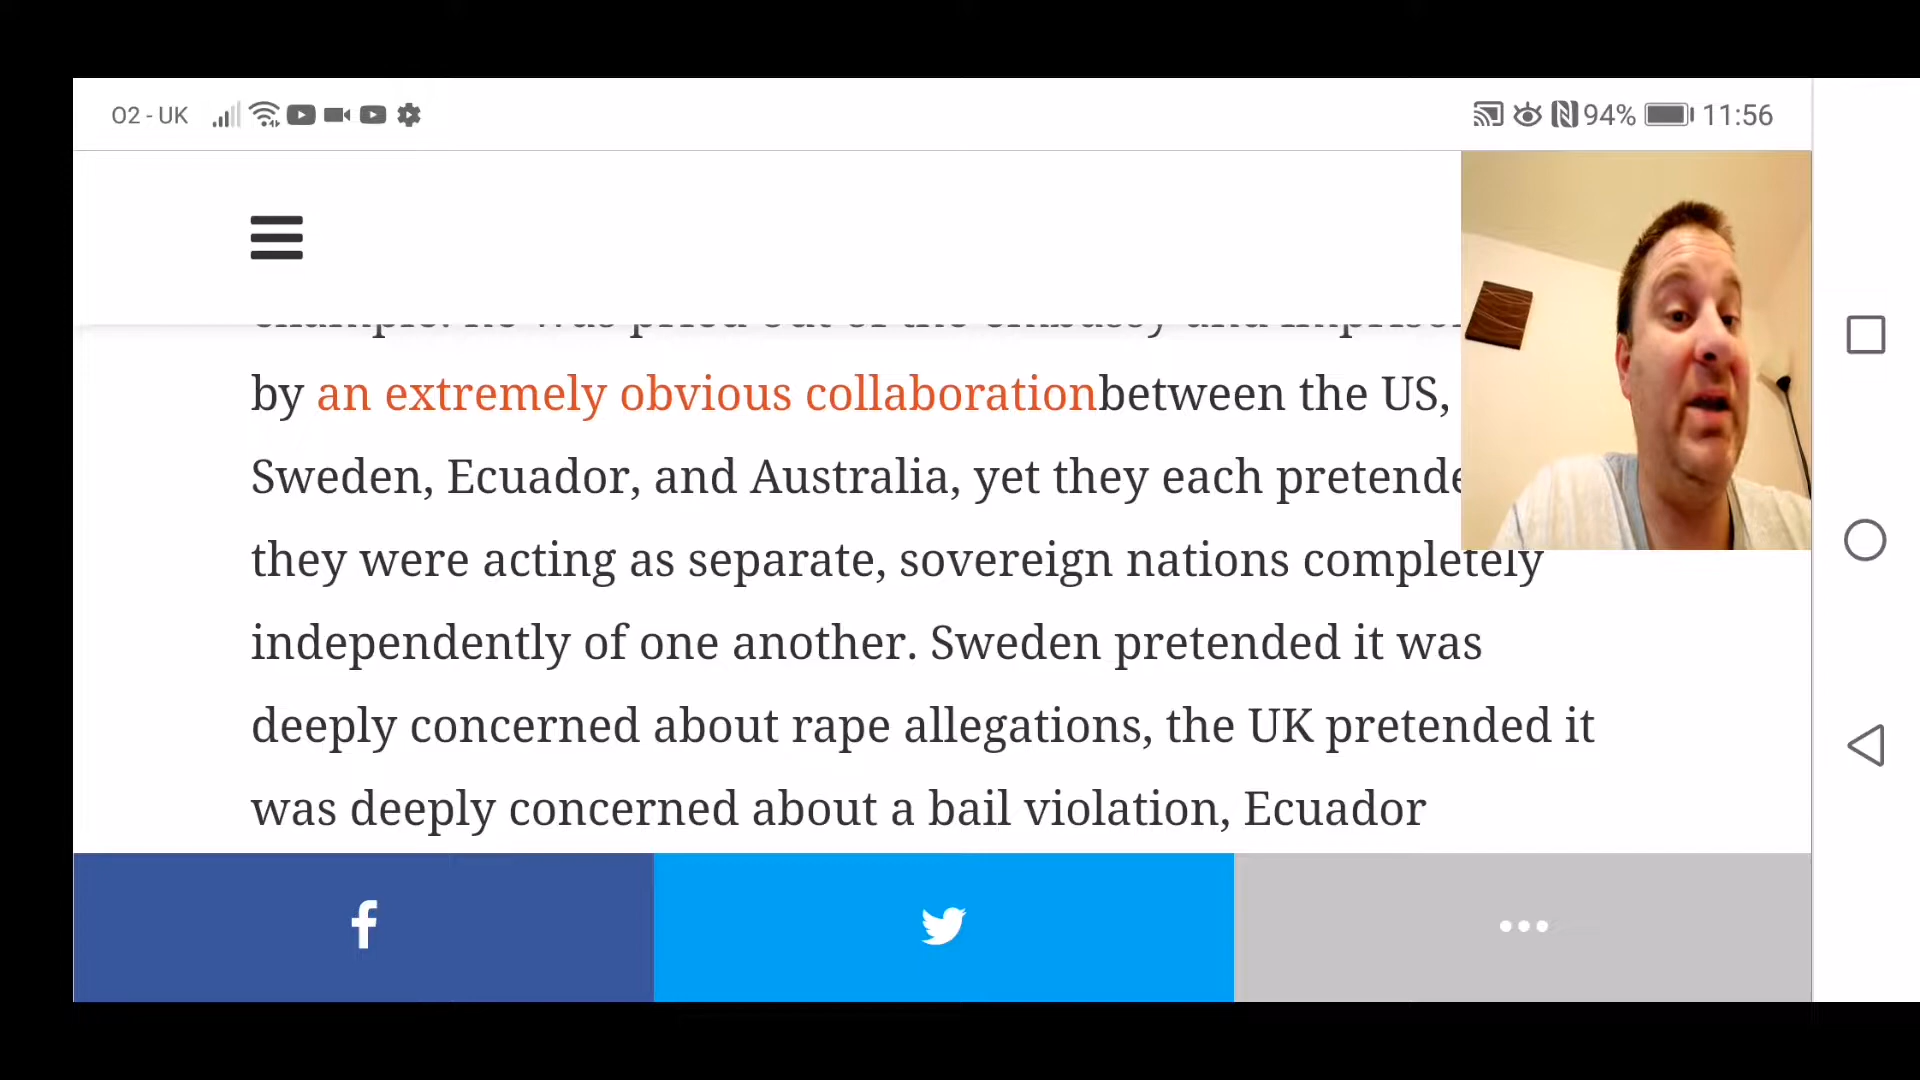 O2 - UK 94% 11:56
by an extremely obvious collaborationbetween the US,
Sweden, Ecuador, and Australia, yet they each pretende
they were acting as separate, sovereign nations completely
independently of one another. Sweden pretended it was
deeply concerned about rape allegations, the UK pretended it
was deeply concerned about a bail violation, Ecuador